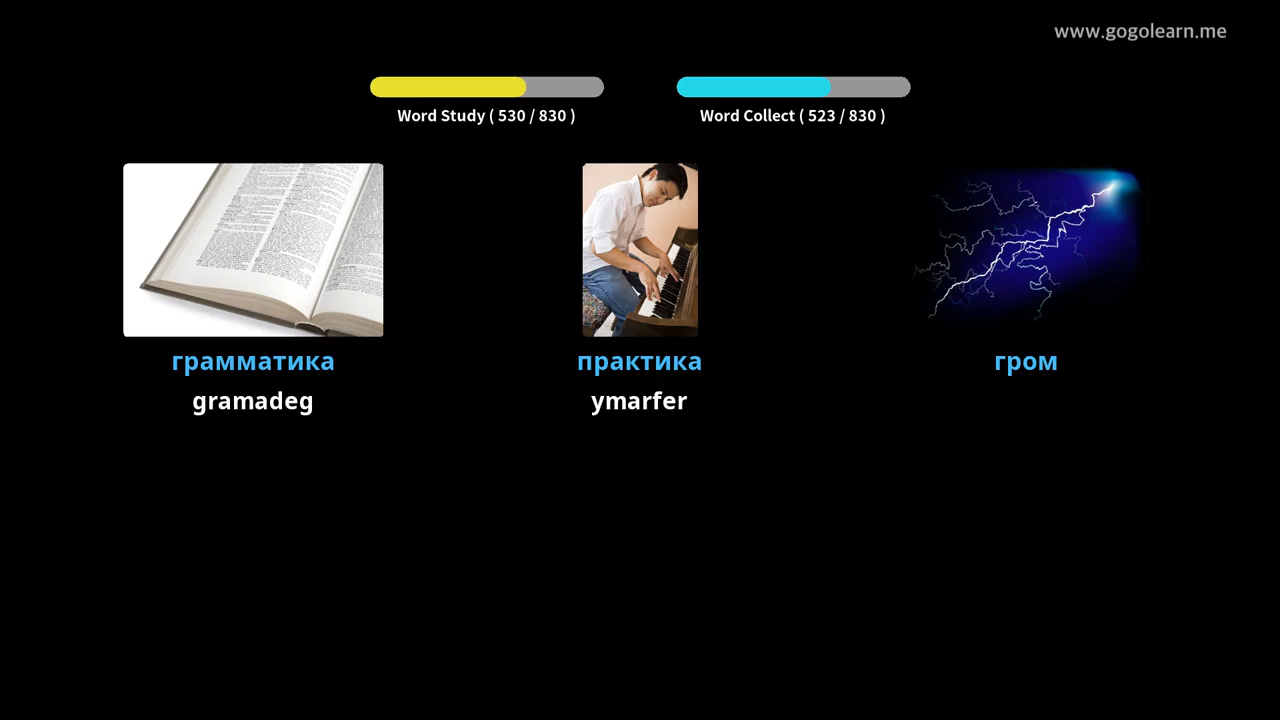 www.gogolearn.me
Word Study ( 530 / 830 )
Word Collect ( 523 / 830 )
грамматика
практика
гром
gramadeg
ymarfer